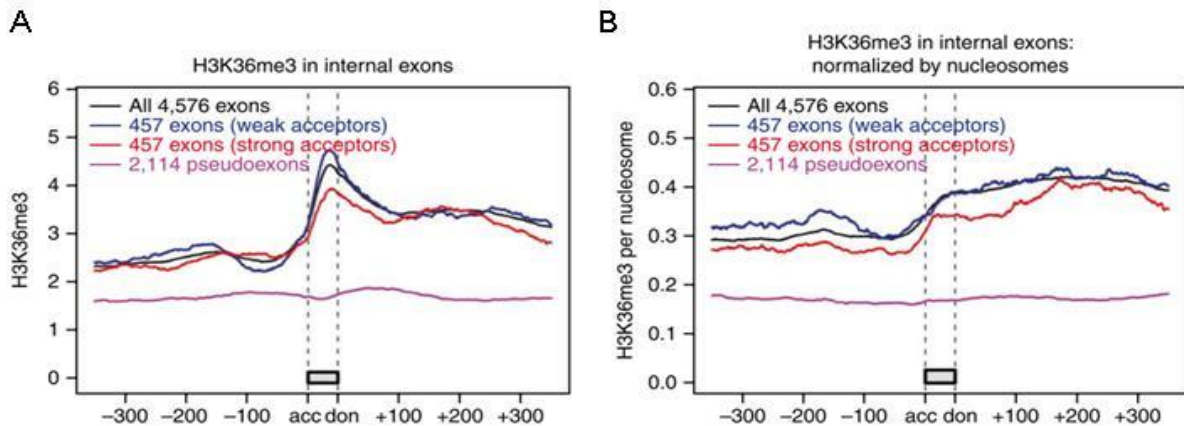 A
H3K36me3 in internal exons
H3K36me3
6
5
4
3
2
1
0
All 4,576 exons
457 exons (weak acceptors)
457 exons (strong acceptors)
2,114 pseudoexons
–300 –200 -100 acc don +100 +200 +300
B
H3K36me3 in internal exons:
normalized by nucleosomes
H3K36me3 per nucleosome
0.6
0.5
0.4
0.3
0.2
0.1
0.0
All 4,576 exons
457 exons (weak acceptors)
457 exons (strong acceptors)
2,114 pseudoexons
–300 –200 -100 acc don +100 +200 +300